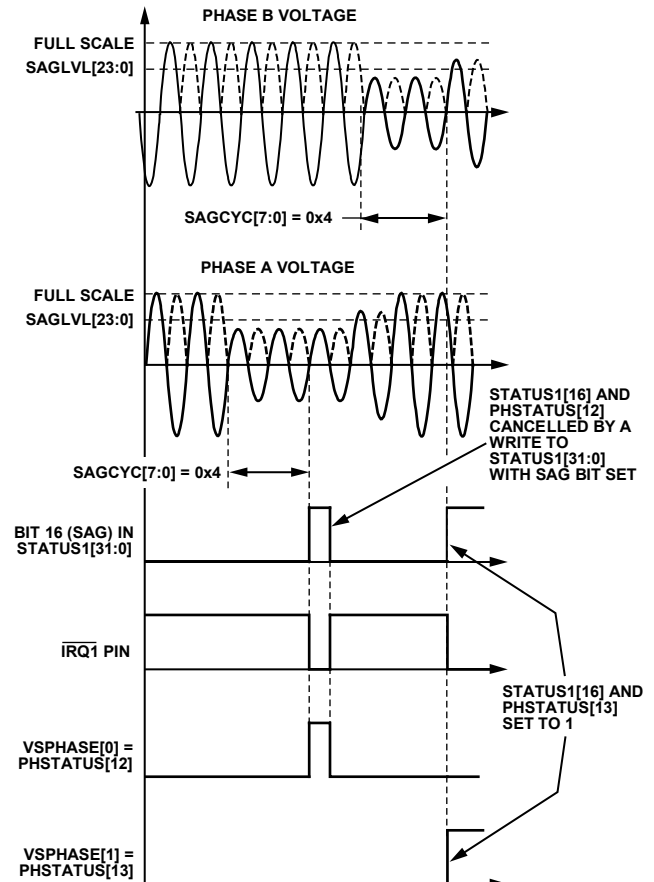 PHASE B VOLTAGE
FULL SCALE
SAGLVL[23:0]
SAGCYC[7:0] = 0x4
PHASE A VOLTAGE
FULL SCALE
SAGLVL[23:0]
STATUS1[16] AND
PHSTATUS[12]
CANCELLED BY A
WRITE TO
STATUS1[31:0]
WITH SAG BIT SET
SAGCYC[7:0] = 0x4
BIT 16 (SAG) IN
STATUS1[31:0]
IRQ1 PIN
STATUS1[16] AND
PHSTATUS[13]
SET TO 1
VSPHASE[0] =
PHSTATUS[12]
VSPHASE[1] =
PHSTATUS[13]